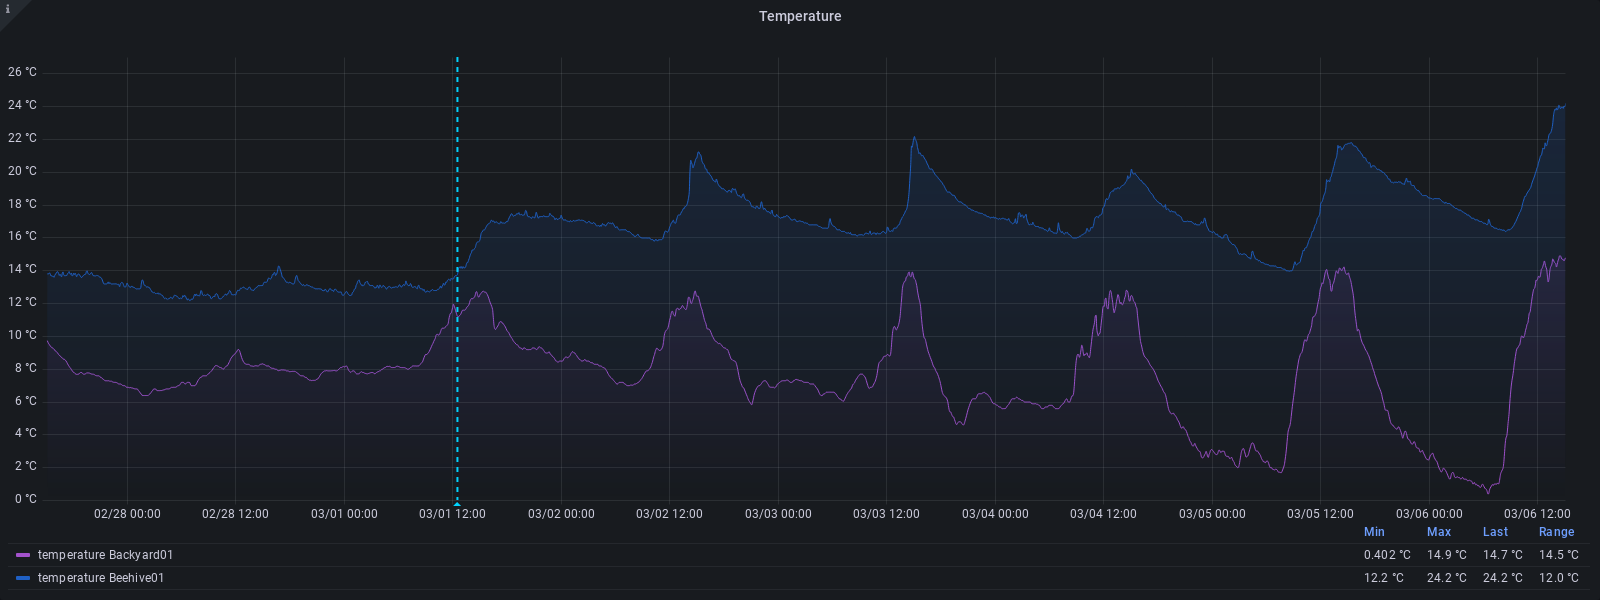 i
Temperature
26 °C
24 °C
22 °C
20 °C
18 °C
16 °C
14 °C
12 °C
10 °C
8 °C
6 °C
4 °C
2 °C
0 °C
02/28 00:00 02/28 12:00 03/01 00:00 03/01 12:00 03/02 00:00 03/02 12:00 03/03 00:00 03/03 12:00 03/04 00:00 03/04 12:00 03/05 00:00 03/05 12:00 03/06 00:00 03/06 12:00
Min Max Last Range
temperature Backyard01 0.402 °C 14.9 °C 14.7 °C 14.5 °C
temperature Beehive01 12.2 °C 24.2 °C 24.2 °C 12.0 °C